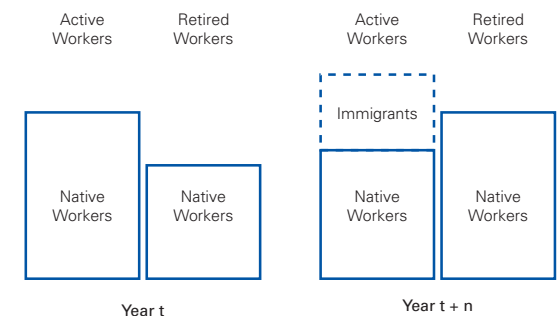 Active
Workers
Retired
Workers
Active
Workers
Retired
Workers
Immigrants
Native
Workers
Native
Workers
Native
Workers
Native
Workers
Year t
Year t + n